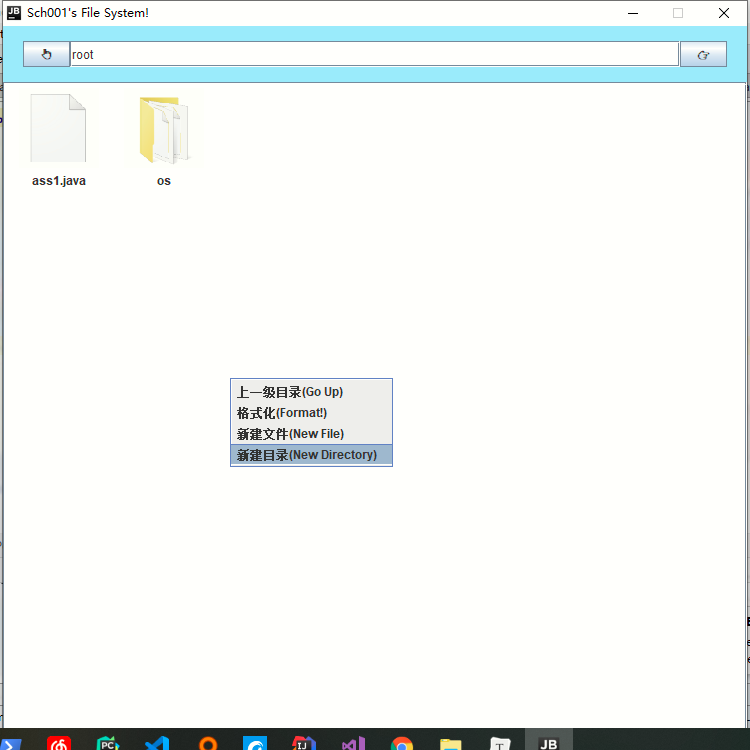 JB
Sch001's File System!
root
ass1.java
os
上一级目录(Go Up)
格式化(Format!)
新建文件(New File)
新建目录(New Directory)
PC
IJ
T
JB